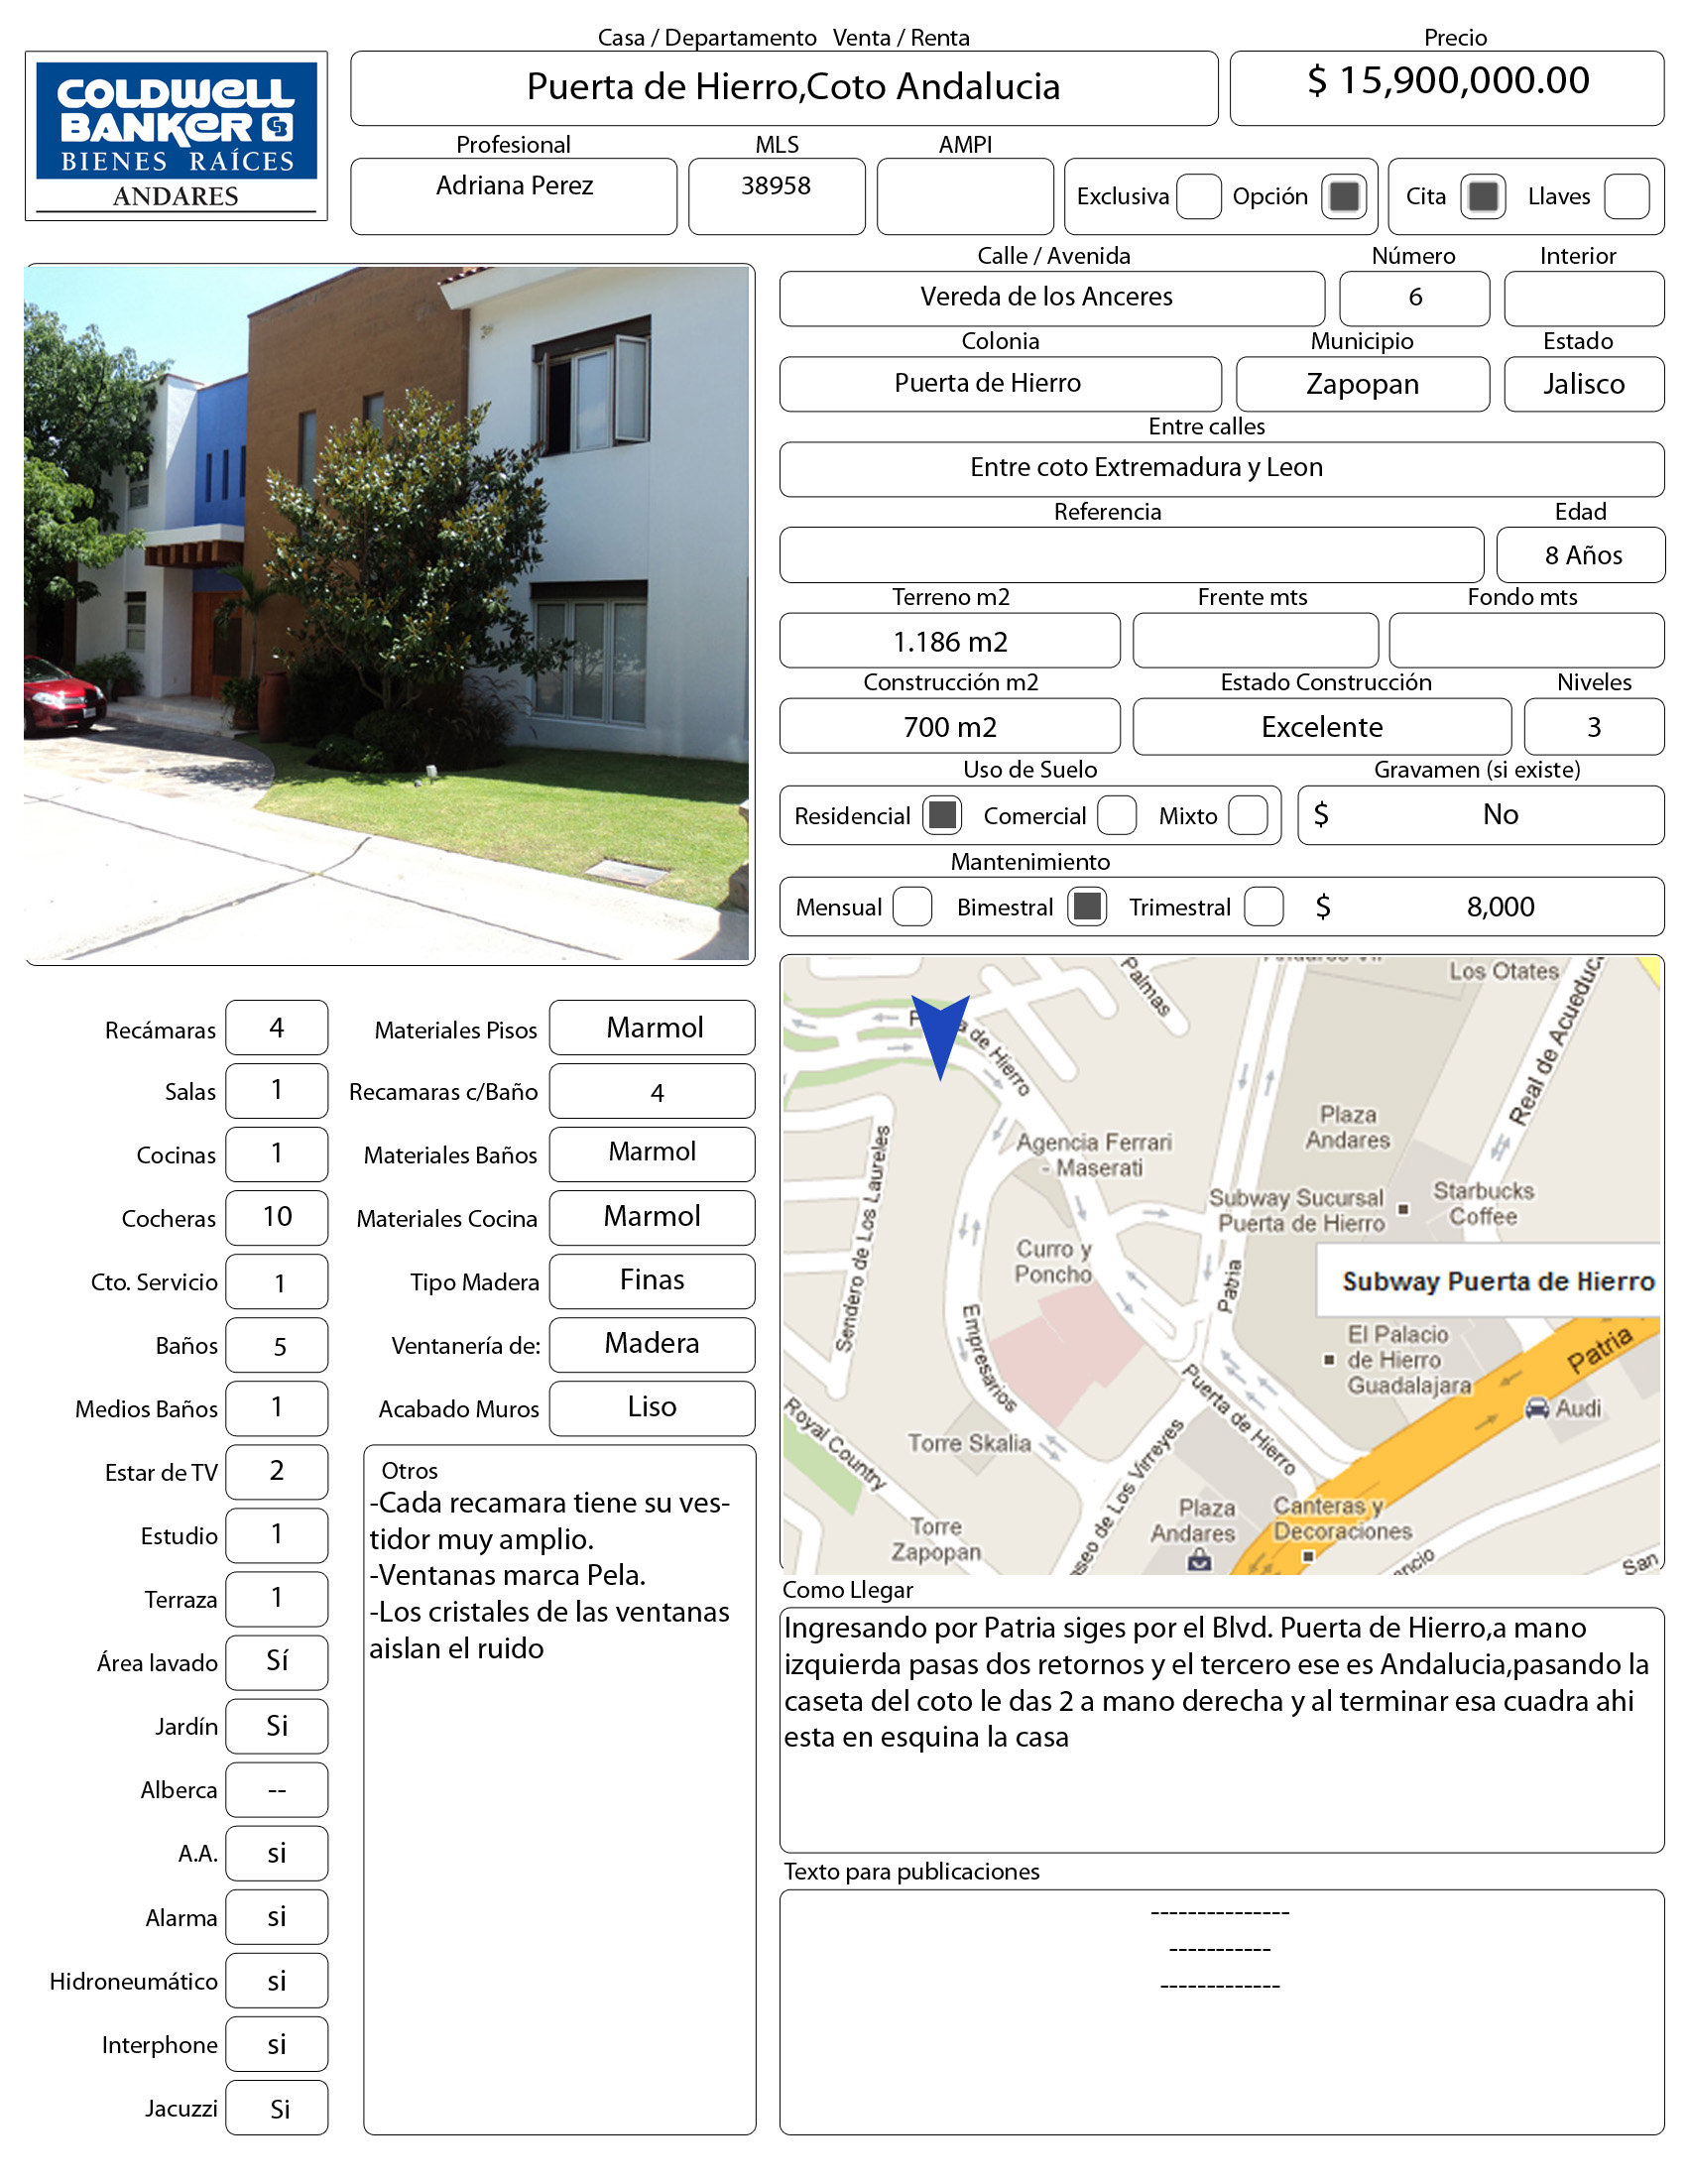 Casa / Departamento   Venta / Renta
Precio
COLDWELL
BANKER CB
BIENES RAÍCES
ANDARES
Puerta de Hierro,Coto Andalucia
$ 15,900,000.00
Profesional
MLS
AMPI
Adriana Perez
38958
Exclusiva
Opción
Cita
Llaves
Calle / Avenida
Número
Interior
Vereda de los Anceres
6
Colonia
Municipio
Estado
Puerta de Hierro
Zapopan
Jalisco
Entre calles
Entre coto Extremadura y Leon
Referencia
Edad
8 Años
Terreno m2
Frente mts
Fondo mts
1.186 m2
Construcción m2
Estado Construcción
Niveles
700 m2
Excelente
3
Uso de Suelo
Gravamen (si existe)
Residencial
Comercial
Mixto
$ No
Mantenimiento
Mensual
Bimestral
Trimestral
$ 8,000
Recámaras 4
Salas 1
Cocinas 1
Cocheras 10
Cto. Servicio 1
Baños 5
Medios Baños 1
Estar de TV 2
Estudio 1
Terraza 1
Área lavado Sí
Jardín Si
Alberca --
A.A. si
Alarma si
Hidroneumático si
Interphone si
Jacuzzi Si
Materiales Pisos Marmol
Recamaras c/Baño 4
Materiales Baños Marmol
Materiales Cocina Marmol
Tipo Madera Finas
Ventanería de: Madera
Acabado Muros Liso
Otros
-Cada recamara tiene su ves-
tidor muy amplio.
-Ventanas marca Pela.
-Los cristales de las ventanas
aislan el ruido
Palmas
Los Otates
Real de Acueduc
de Hierro
Plaza
Andares
Agencia Ferrari
- Maserati
Sendero de Los Laureles
Subway Sucursal
Puerta de Hierro
Starbucks
Coffee
Curro y
Poncho
Patria
Subway Puerta de Hierro
Empresarios
El Palacio
de Hierro
Guadalajara
Patria
Audi
Puerta de Hierro
Royal Country
Torre Skalia
Paseo de Los Virreyes
Plaza
Andares
Canteras y
Decoraciones
Torre
Zapopan
San
Como Llegar
Ingresando por Patria siges por el Blvd. Puerta de Hierro,a mano
izquierda pasas dos retornos y el tercero ese es Andalucia,pasando la
caseta del coto le das 2 a mano derecha y al terminar esa cuadra ahi
esta en esquina la casa
Texto para publicaciones
---------------
-----------
-------------